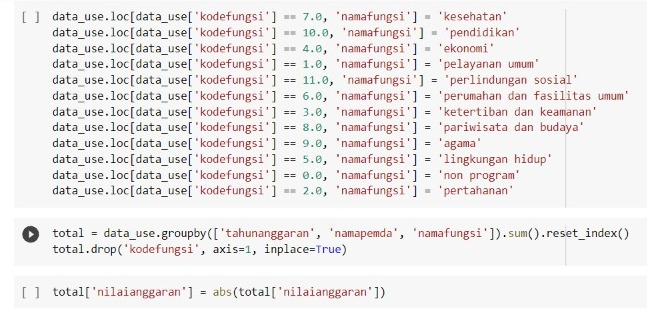 [ ] data_use.loc[data_use['kodefungsi'] == 7.0, 'namafungsi'] = 'kesehatan'
data_use.loc[data_use['kodefungsi'] == 10.0, 'namafungsi'] = 'pendidikan'
data_use.loc[data_use['kodefungsi'] == 4.0, 'namafungsi'] = 'ekonomi'
data_use.loc[data_use['kodefungsi'] == 1.0, 'namafungsi'] = 'pelayanan umum'
data_use.loc[data_use['kodefungsi'] == 11.0, 'namafungsi'] = 'perlindungan sosial'
data_use.loc[data_use['kodefungsi'] == 6.0, 'namafungsi'] = 'perumahan dan fasilitas umum'
data_use.loc[data_use['kodefungsi'] == 3.0, 'namafungsi'] = 'ketertiban dan keamanan'
data_use.loc[data_use['kodefungsi'] == 8.0, 'namafungsi'] = 'pariwisata dan budaya'
data_use.loc[data_use['kodefungsi'] == 9.0, 'namafungsi'] = 'agama'
data_use.loc[data_use['kodefungsi'] == 5.0, 'namafungsi'] = 'lingkungan hidup'
data_use.loc[data_use['kodefungsi'] == 0.0, 'namafungsi'] = 'non program'
data_use.loc[data_use['kodefungsi'] == 2.0, 'namafungsi'] = 'pertahanan'
total = data_use.groupby(['tahunanggaran', 'namapemda', 'namafungsi']).sum().reset_index()
total.drop('kodefungsi', axis=1, inplace=True)
[ ] total['nilaianggaran'] = abs(total['nilaianggaran'])